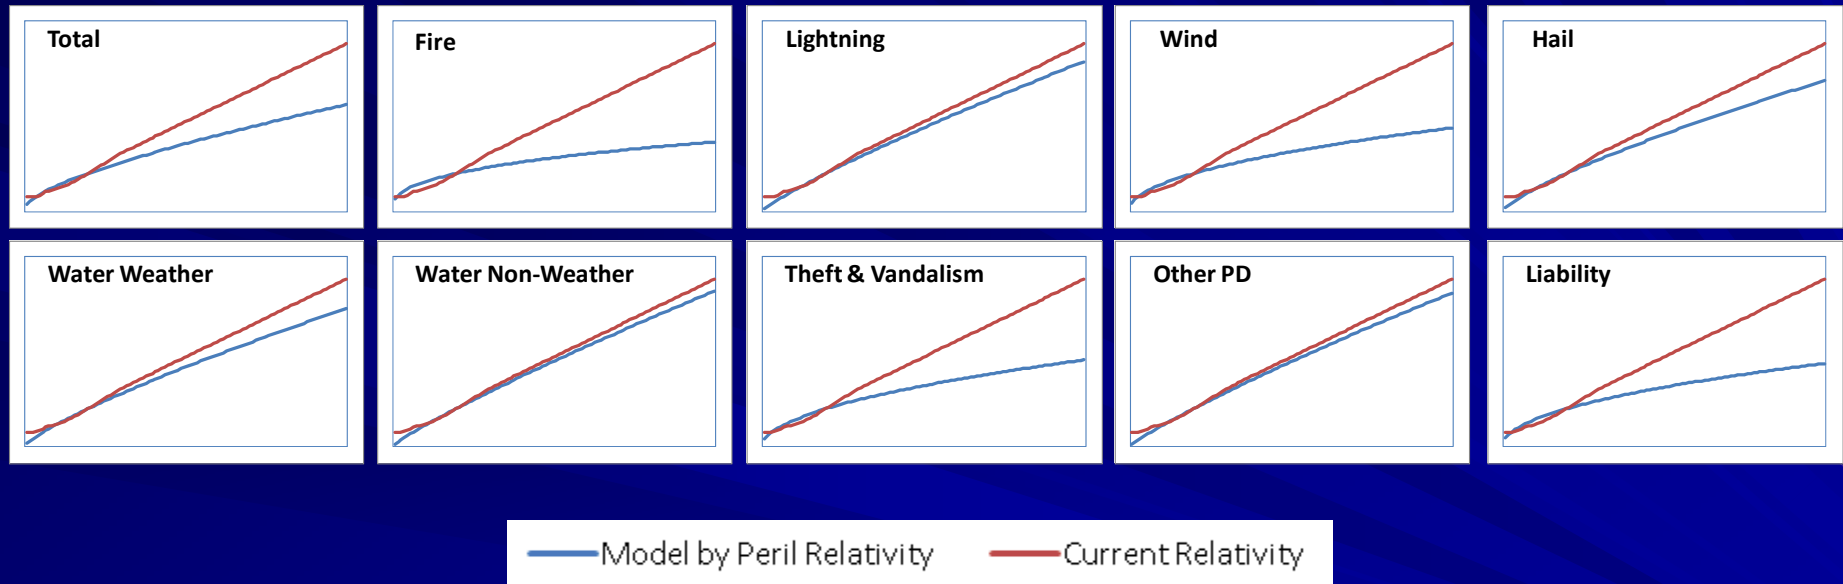 Total
Fire
Lightning
Wind
Hail
Water Weather
Water Non-Weather
Theft & Vandalism
Other PD
Liability
Model by Peril Relativity
Current Relativity